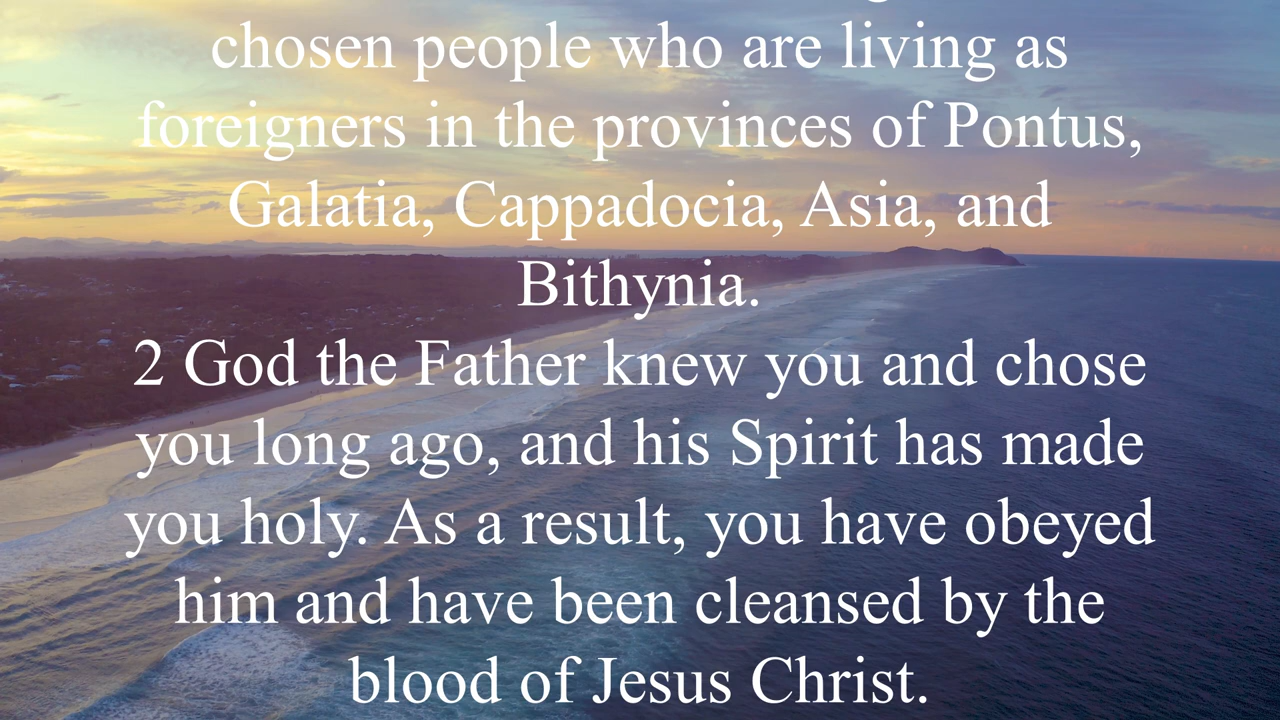 chosen people who are living as
foreigners in the provinces of Pontus,
Galatia, Cappadocia, Asia, and
Bithynia.
2 God the Father knew you and chose
you long ago, and his Spirit has made
you holy. As a result, you have obeyed
him and have been cleansed by the
blood of Jesus Christ.